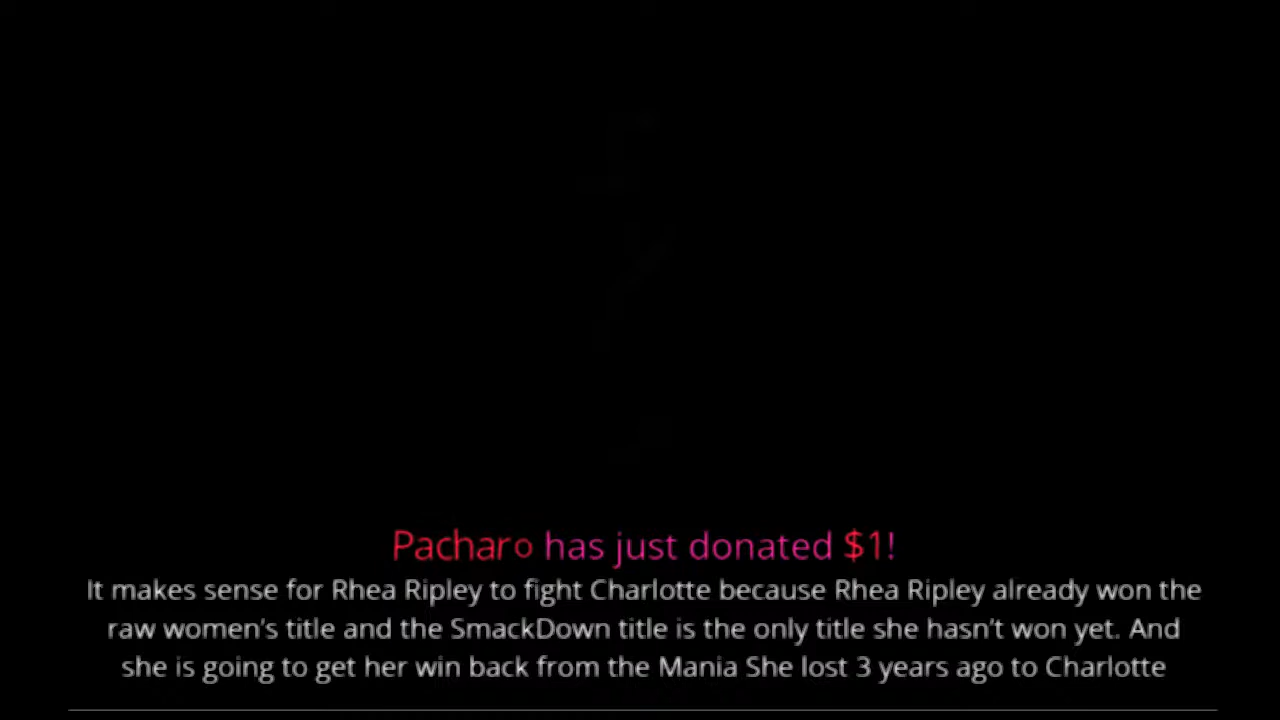 Pacharo has just donated $1!
It makes sense for Rhea Ripley to fight Charlotte because Rhea Ripley already won the
raw women's title and the SmackDown title is the only title she hasn't won yet. And
she is going to get her win back from the Mania She lost 3 years ago to Charlotte